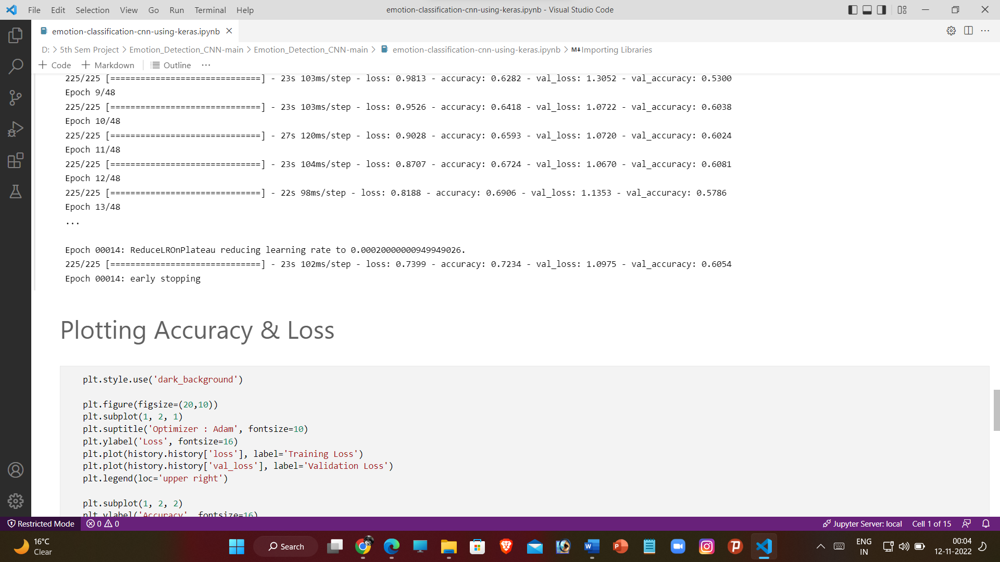 File Edit Selection View Go Run Terminal Help
emotion-classification-cnn-using-keras.ipynb - Visual Studio Code
emotion-classification-cnn-using-keras.ipynb
D: > 5th Sem Project > Emotion_Detection_CNN-main > Emotion_Detection_CNN-main > emotion-classification-cnn-using-keras.ipynb > M↓Importing Libraries
+ Code + Markdown Outline ...
225/225 [==============================] - 23s 103ms/step - loss: 0.9813 - accuracy: 0.6282 - val_loss: 1.3052 - val_accuracy: 0.5300
Epoch 9/48
225/225 [==============================] - 23s 103ms/step - loss: 0.9526 - accuracy: 0.6418 - val_loss: 1.0722 - val_accuracy: 0.6038
Epoch 10/48
225/225 [==============================] - 27s 120ms/step - loss: 0.9028 - accuracy: 0.6593 - val_loss: 1.0720 - val_accuracy: 0.6024
Epoch 11/48
225/225 [==============================] - 23s 104ms/step - loss: 0.8707 - accuracy: 0.6724 - val_loss: 1.0670 - val_accuracy: 0.6081
Epoch 12/48
225/225 [==============================] - 22s 98ms/step - loss: 0.8188 - accuracy: 0.6906 - val_loss: 1.1353 - val_accuracy: 0.5786
Epoch 13/48
...
Epoch 00014: ReduceLROnPlateau reducing learning rate to 0.00020000000949949026.
225/225 [==============================] - 23s 102ms/step - loss: 0.7399 - accuracy: 0.7234 - val_loss: 1.0975 - val_accuracy: 0.6054
Epoch 00014: early stopping
Plotting Accuracy & Loss
plt.style.use('dark_background')
plt.figure(figsize=(20,10))
plt.subplot(1, 2, 1)
plt.suptitle('Optimizer : Adam', fontsize=10)
plt.ylabel('Loss', fontsize=16)
plt.plot(history.history['loss'], label='Training Loss')
plt.plot(history.history['val_loss'], label='Validation Loss')
plt.legend(loc='upper right')
plt.subplot(1, 2, 2)
plt.ylabel('Accuracy', fontsize=16)
Restricted Mode 0 0 Jupyter Server: local Cell 1 of 15
16°C
Clear
Search
ENG
IN
00:04
12-11-2022